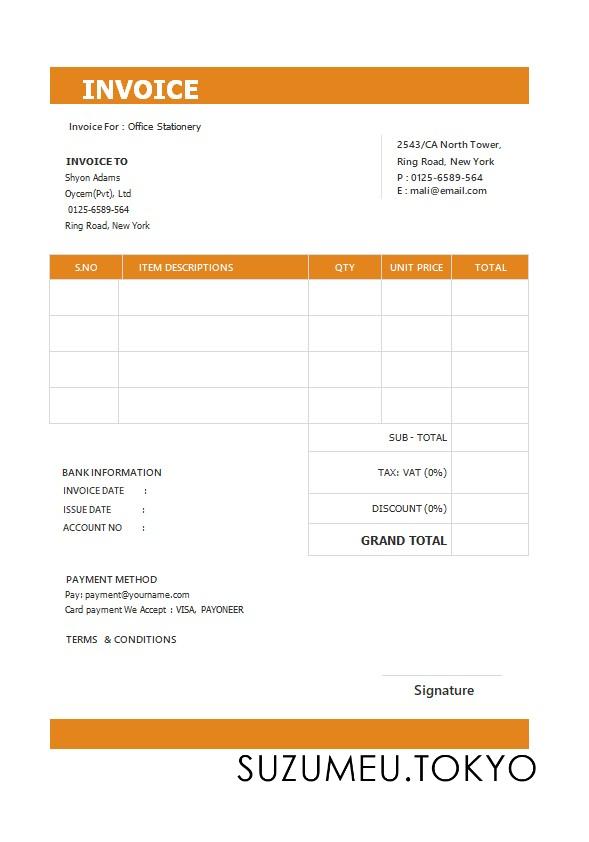 INVOICE
Invoice For : Office Stationery
2543/CA North Tower,
Ring Road, New York
P : 0125-6589-564
E : mali@email.com
INVOICE TO
Shyon Adams
Oycem(Pvt), Ltd
0125-6589-564
Ring Road, New York
S.NO ITEM DESCRIPTIONS QTY UNIT PRICE TOTAL
SUB - TOTAL
TAX: VAT (0%)
DISCOUNT (0%)
GRAND TOTAL
BANK INFORMATION
INVOICE DATE :
ISSUE DATE :
ACCOUNT NO :
PAYMENT METHOD
Pay: payment@yourname.com
Card payment We Accept : VISA, PAYONEER
TERMS & CONDITIONS
Signature
SUZUMEU.TOKYO